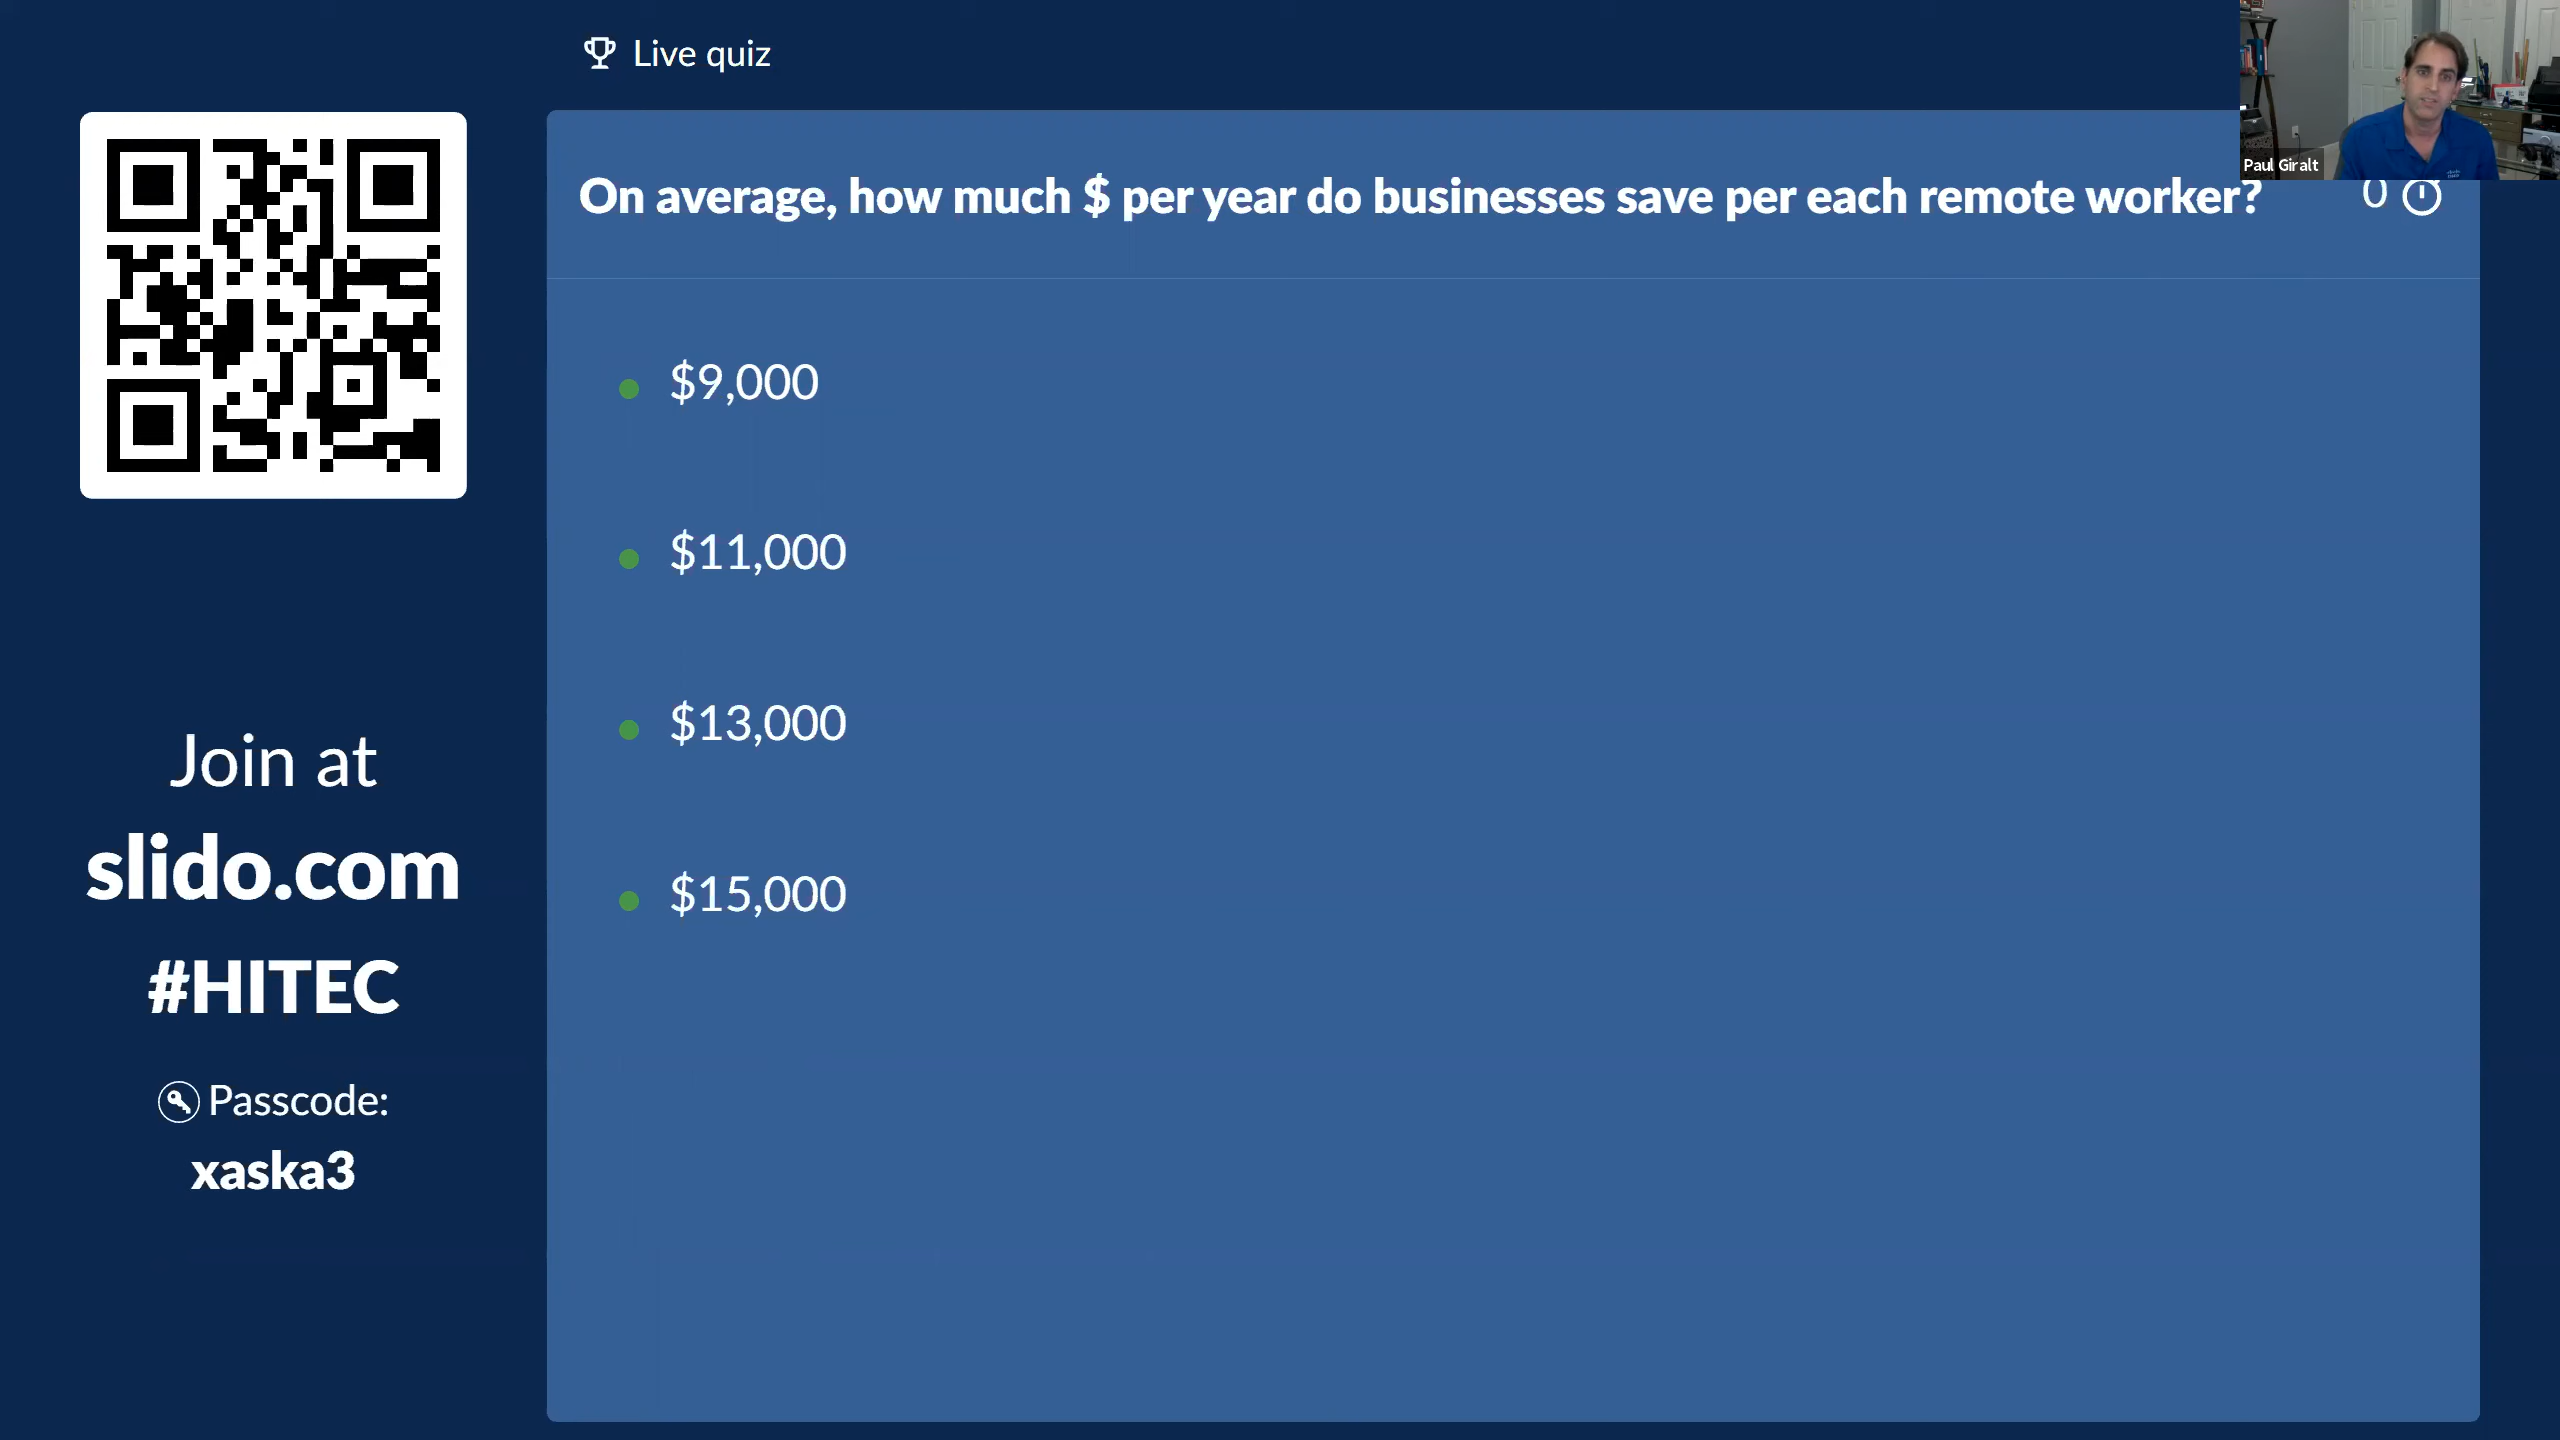 Live quiz
Paul Giralt
On average, how much $ per year do businesses save per each remote worker?
0
$9,000
$11,000
$13,000
$15,000
Join at
slido.com
#HITEC
Passcode:
xaska3